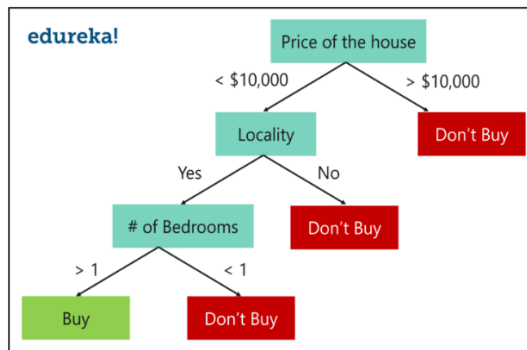 edureka!
Price of the house
< $10,000
> $10,000
Locality
Don't Buy
Yes
No
# of Bedrooms
Don't Buy
> 1
< 1
Buy
Don't Buy